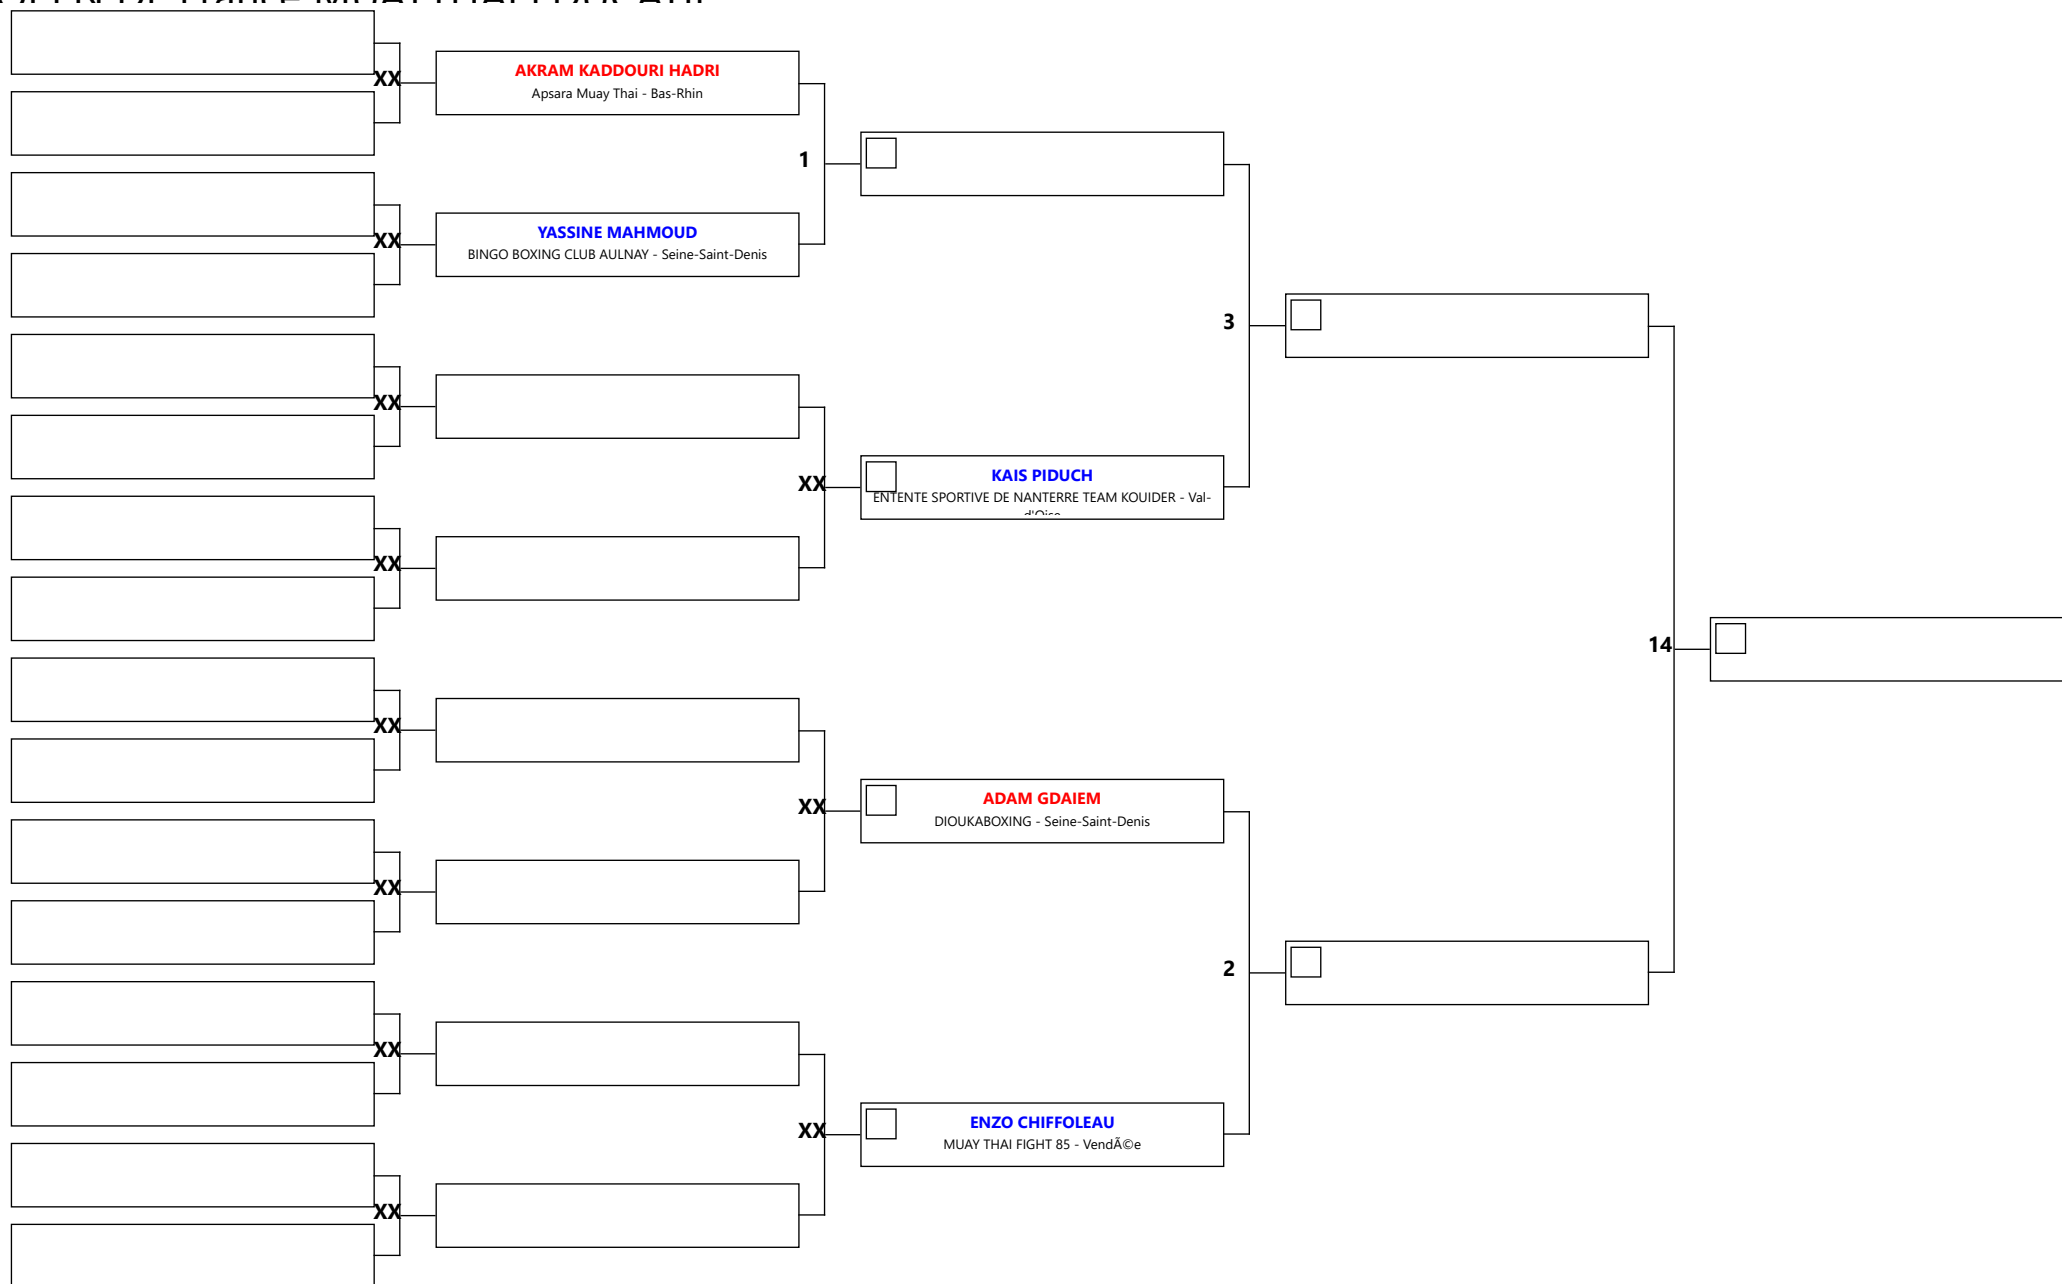 XX
AKRAM KADDOURI HADRI
Apsara Muay Thai - Bas-Rhin
1
XX
YASSINE MAHMOUD
BINGO BOXING CLUB AULNAY - Seine-Saint-Denis
3
XX
XX
KAIS PIDUCH
ENTENTE SPORTIVE DE NANTERRE TEAM KOUIDER - Val-
d'Oise
XX
14
XX
XX
ADAM GDAIEM
DIOUKABOXING - Seine-Saint-Denis
XX
2
XX
XX
ENZO CHIFFOLEAU
MUAY THAI FIGHT 85 - VendÃ©e
XX